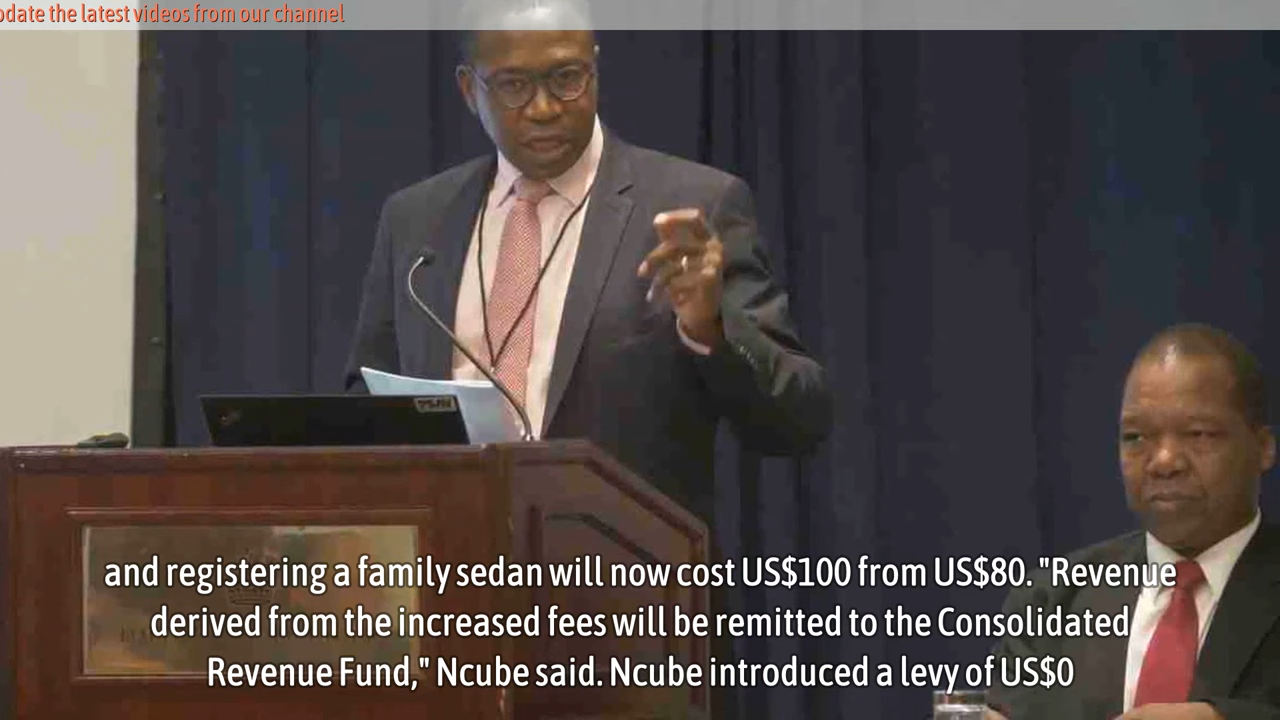 pdate the latest videos from our channel
and registering a family sedan will now cost US$100 from US$80. "Revenue
derived from the increased fees will be remitted to the Consolidated
Revenue Fund," Ncube said. Ncube introduced a levy of US$0